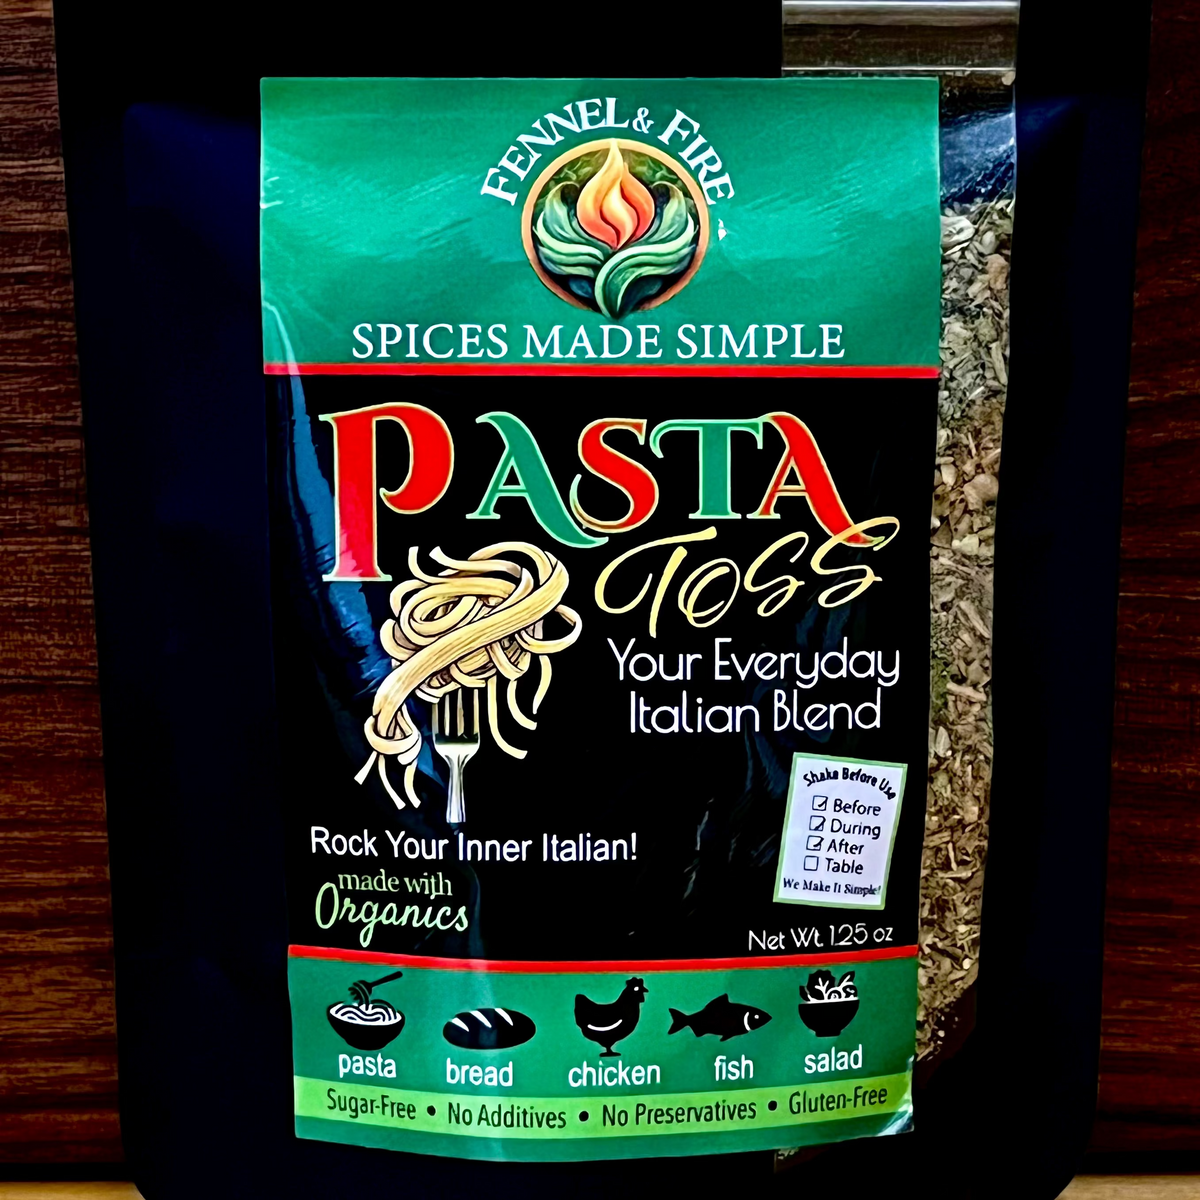 FENNEL & FIRE
SPICES MADE SIMPLE
PASTA
Toss
Your Everyday
Italian Blend
Shake Before Use
Before
During
After
Table
We Make It Simple!
Rock Your Inner Italian!
made with
Organics
Net Wt. 1.25 oz
pasta bread chicken fish salad
Sugar-Free • No Additives • No Preservatives • Gluten-Free